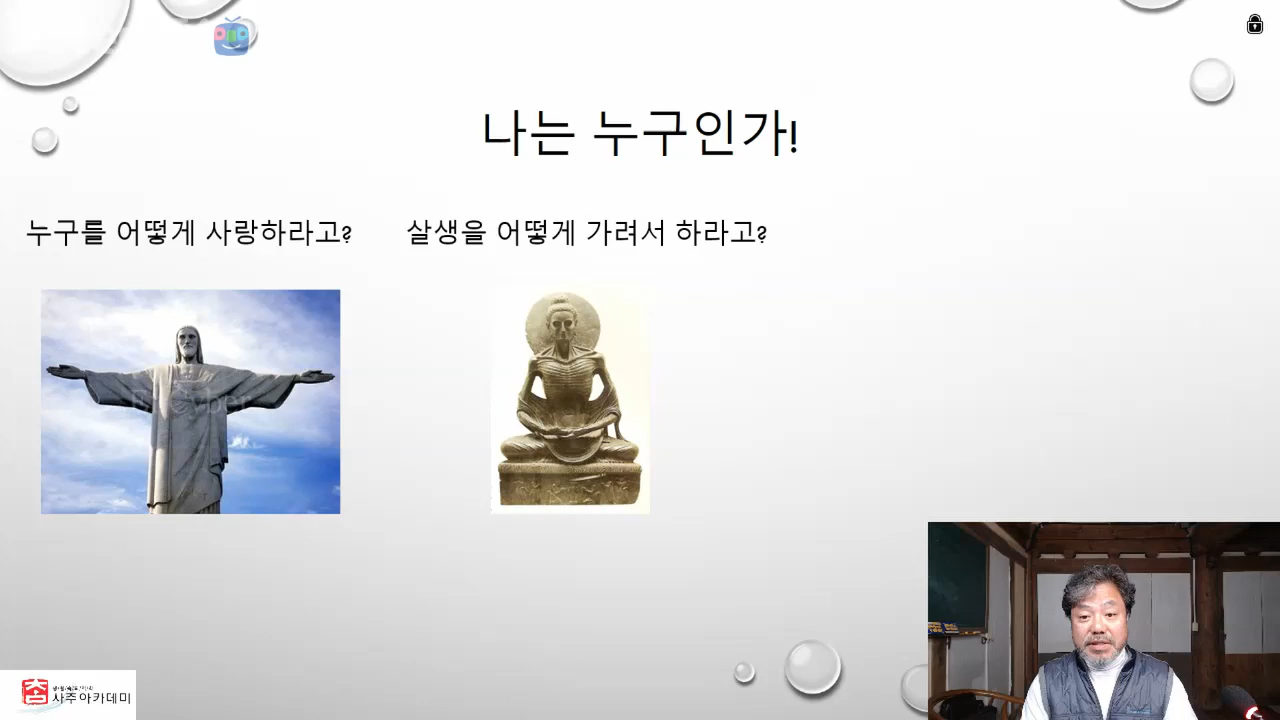 나는 누구인가!
누구를 어떻게 사랑하라고?
살생을 어떻게 가려서 하라고?
사주아카데미